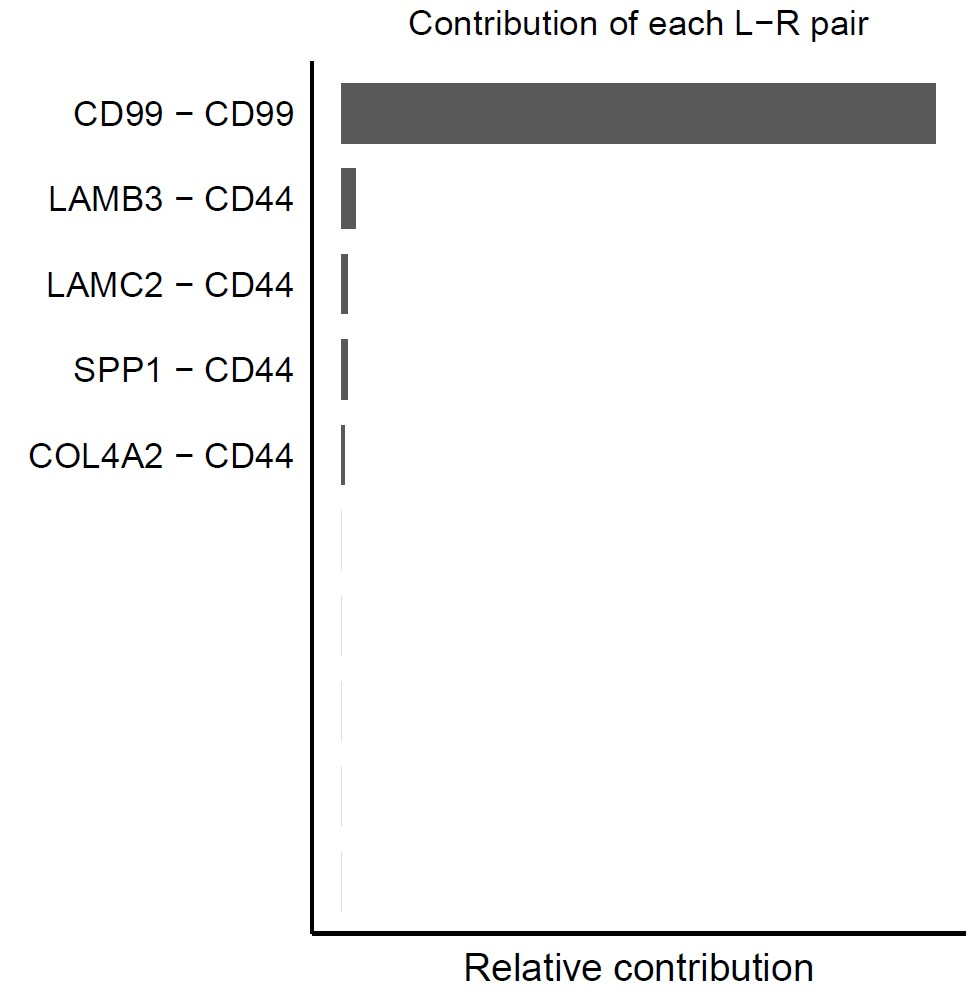 Contribution of each L−R pair
CD99 − CD99
LAMB3 − CD44
LAMC2 − CD44
SPP1 − CD44
COL4A2 − CD44
Relative contribution